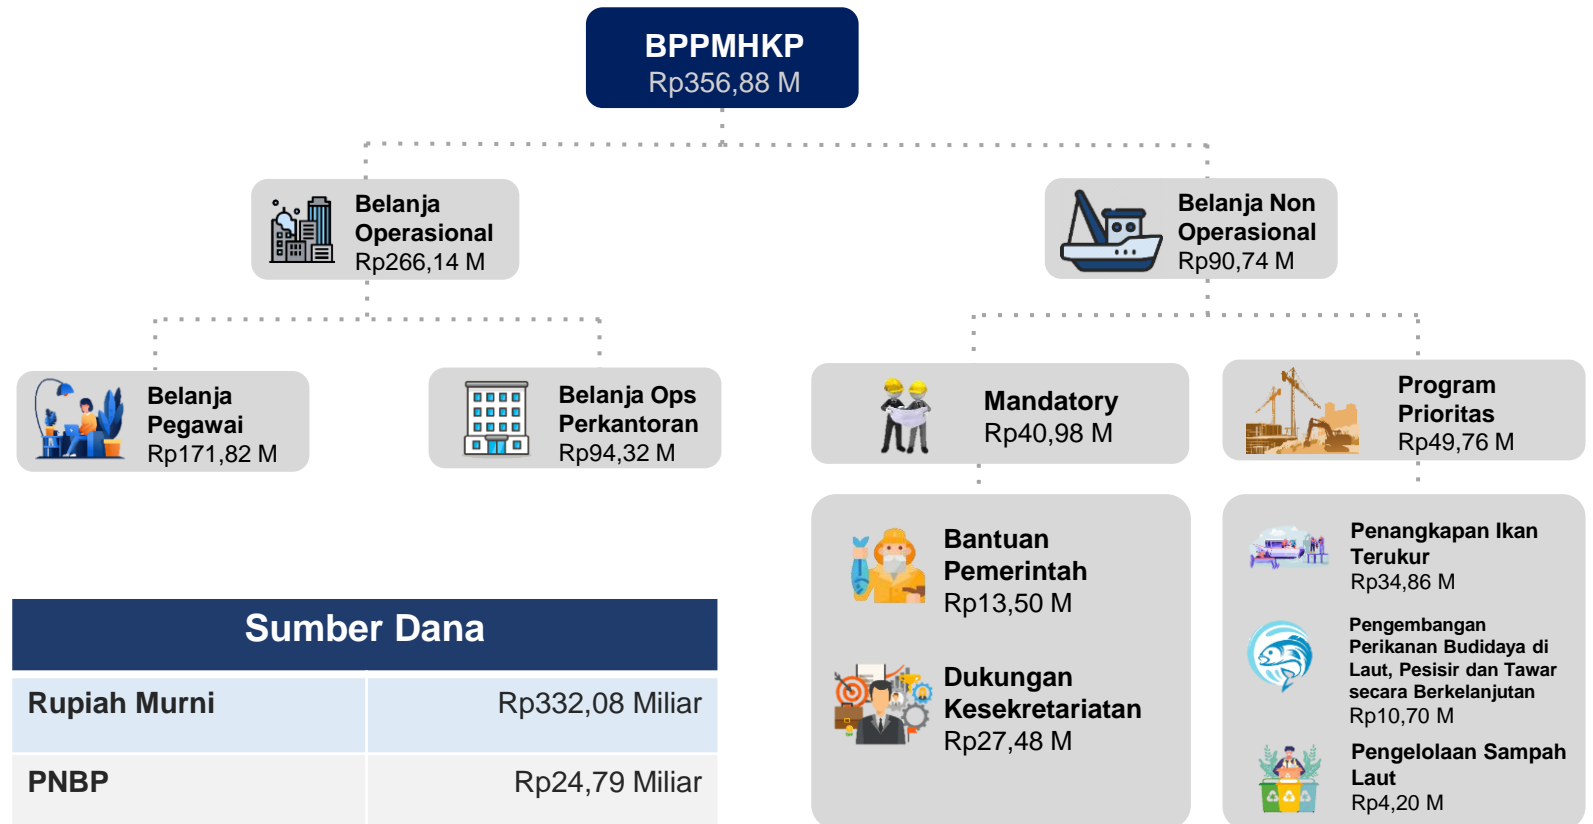 BPPMHKP
Rp356,88 M
Belanja
Operasional
Rp266,14 M
Belanja Non
Operasional
Rp90,74 M
Belanja
Pegawai
Rp171,82 M
Belanja Ops
Perkantoran
Rp94,32 M
Mandatory
Rp40,98 M
Program
Prioritas
Rp49,76 M
Bantuan
Pemerintah
Rp13,50 M
Dukungan
Kesekretariatan
Rp27,48 M
Penangkapan Ikan
Terukur
Rp34,86 M
Pengembangan
Perikanan Budidaya di
Laut, Pesisir dan Tawar
secara Berkelanjutan
Rp10,70 M
Pengelolaan Sampah
Laut
Rp4,20 M
Sumber Dana
Rupiah Murni Rp332,08 Miliar
PNBP Rp24,79 Miliar